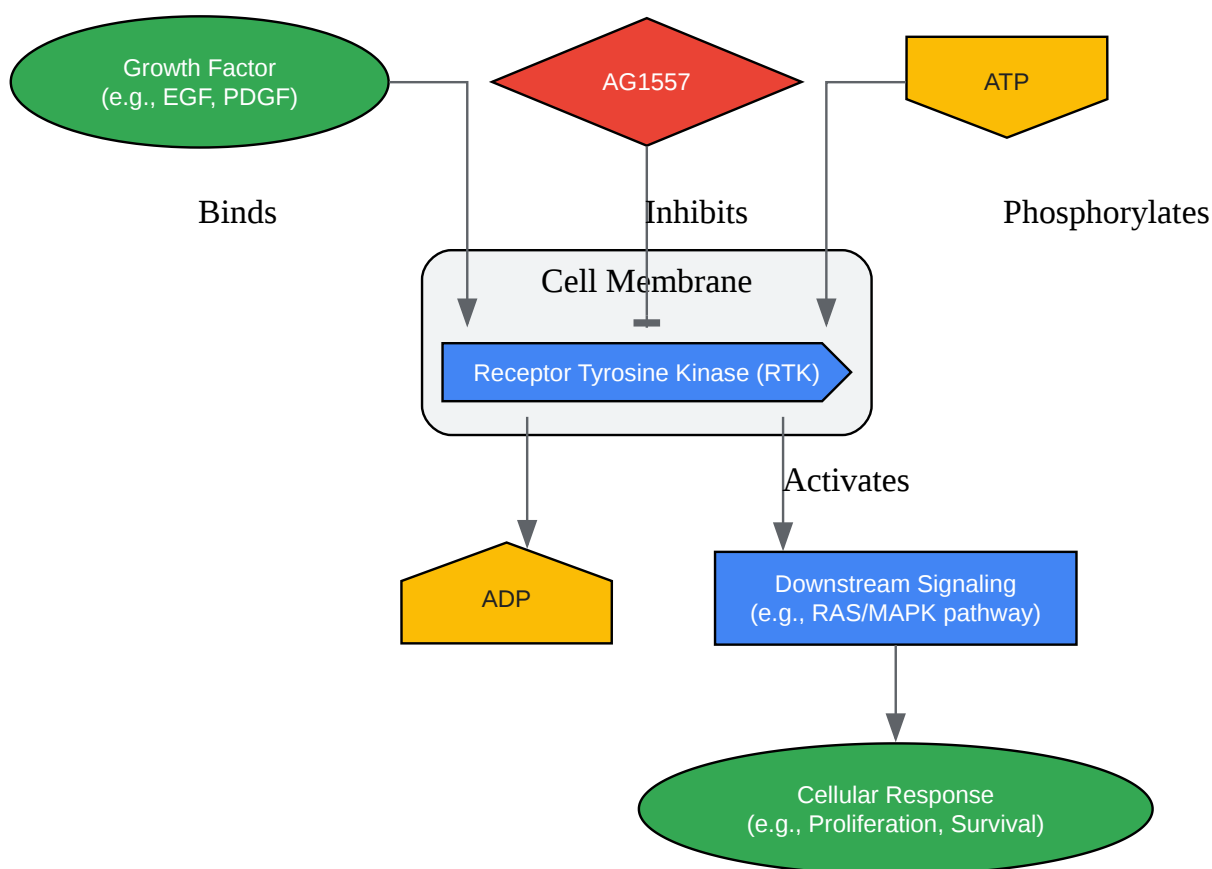 Growth Factor
(e.g., EGF, PDGF)
AG1557
ATP
Binds
Inhibits
Phosphorylates
Cell Membrane
Receptor Tyrosine Kinase (RTK)
Activates
ADP
Downstream Signaling
(e.g., RAS/MAPK pathway)
Cellular Response
(e.g., Proliferation, Survival)